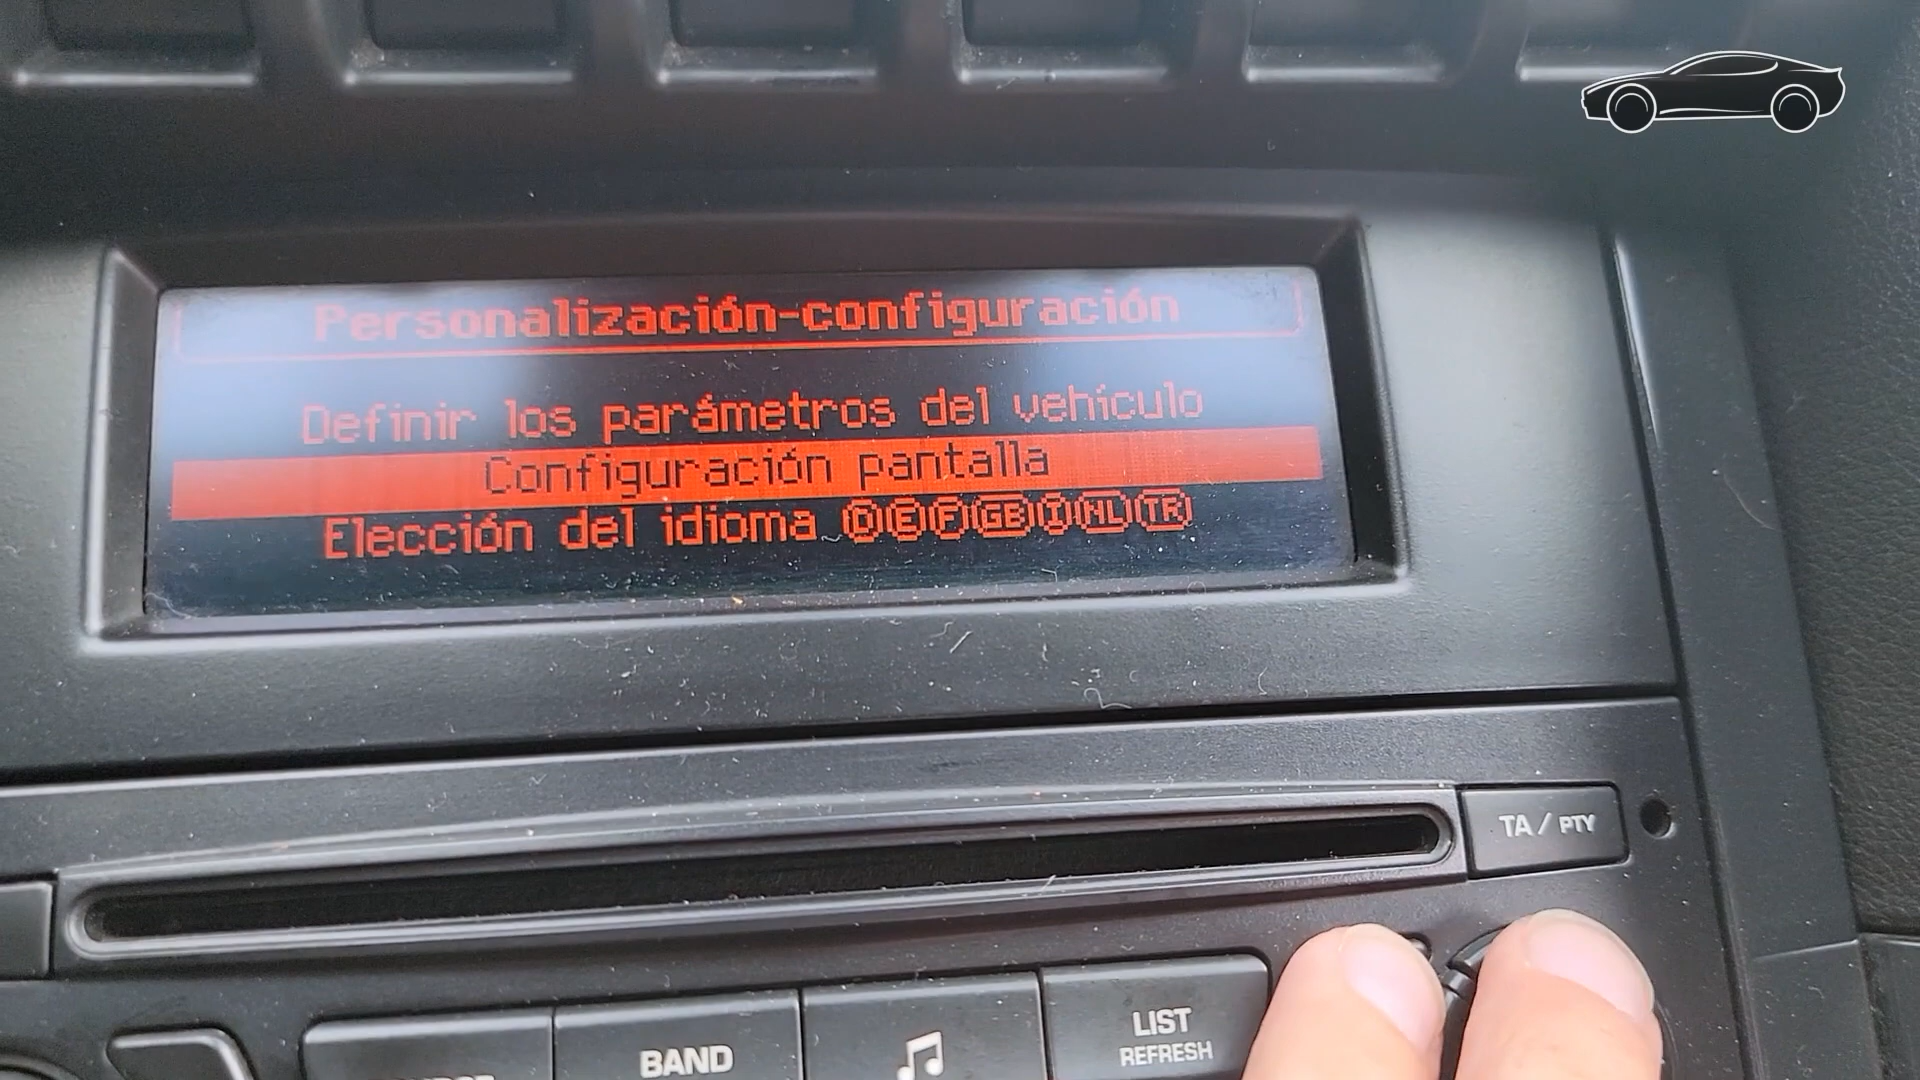 Personalización-configuración
Definir los parámetros del vehículo
Configuración pantalla
Elección del idioma D E F GB I NL TR
TA / PTY
LIST
REFRESH
BAND